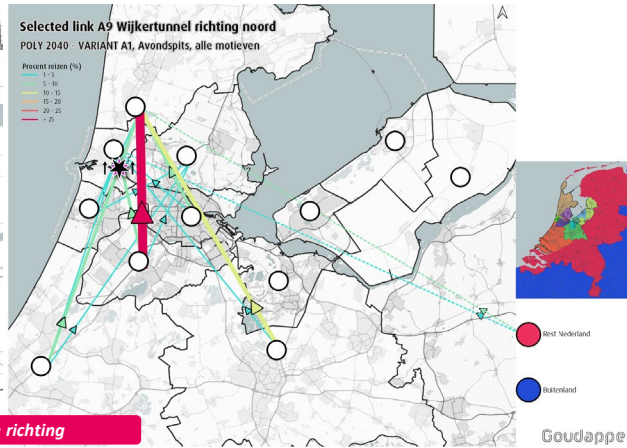 Selected link A9 Wijkertunnel richting noord
POLY 2040 - VARIANT A1, Avondspits, alle motieven
Procent reizen (%)
1 - 5
5 - 10
10 - 15
15 - 20
20 - 25
> 25
Rest Nederland
Buitenland
richting
Goudappe